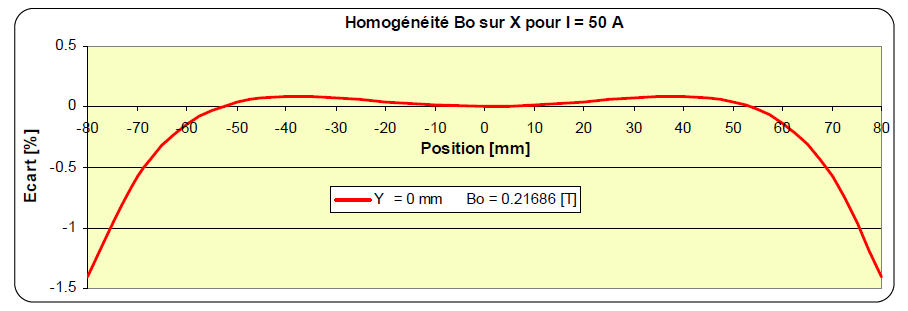 Homogénéité Bo sur X pour I = 50 A
0.5
0
-0.5
-1
-1.5
-80 -70 -60 -50 -40 -30 -20 -10 0 10 20 30 40 50 60 70 80
Position [mm]
Ecart [%]
Y = 0 mm Bo = 0.21686 [T]